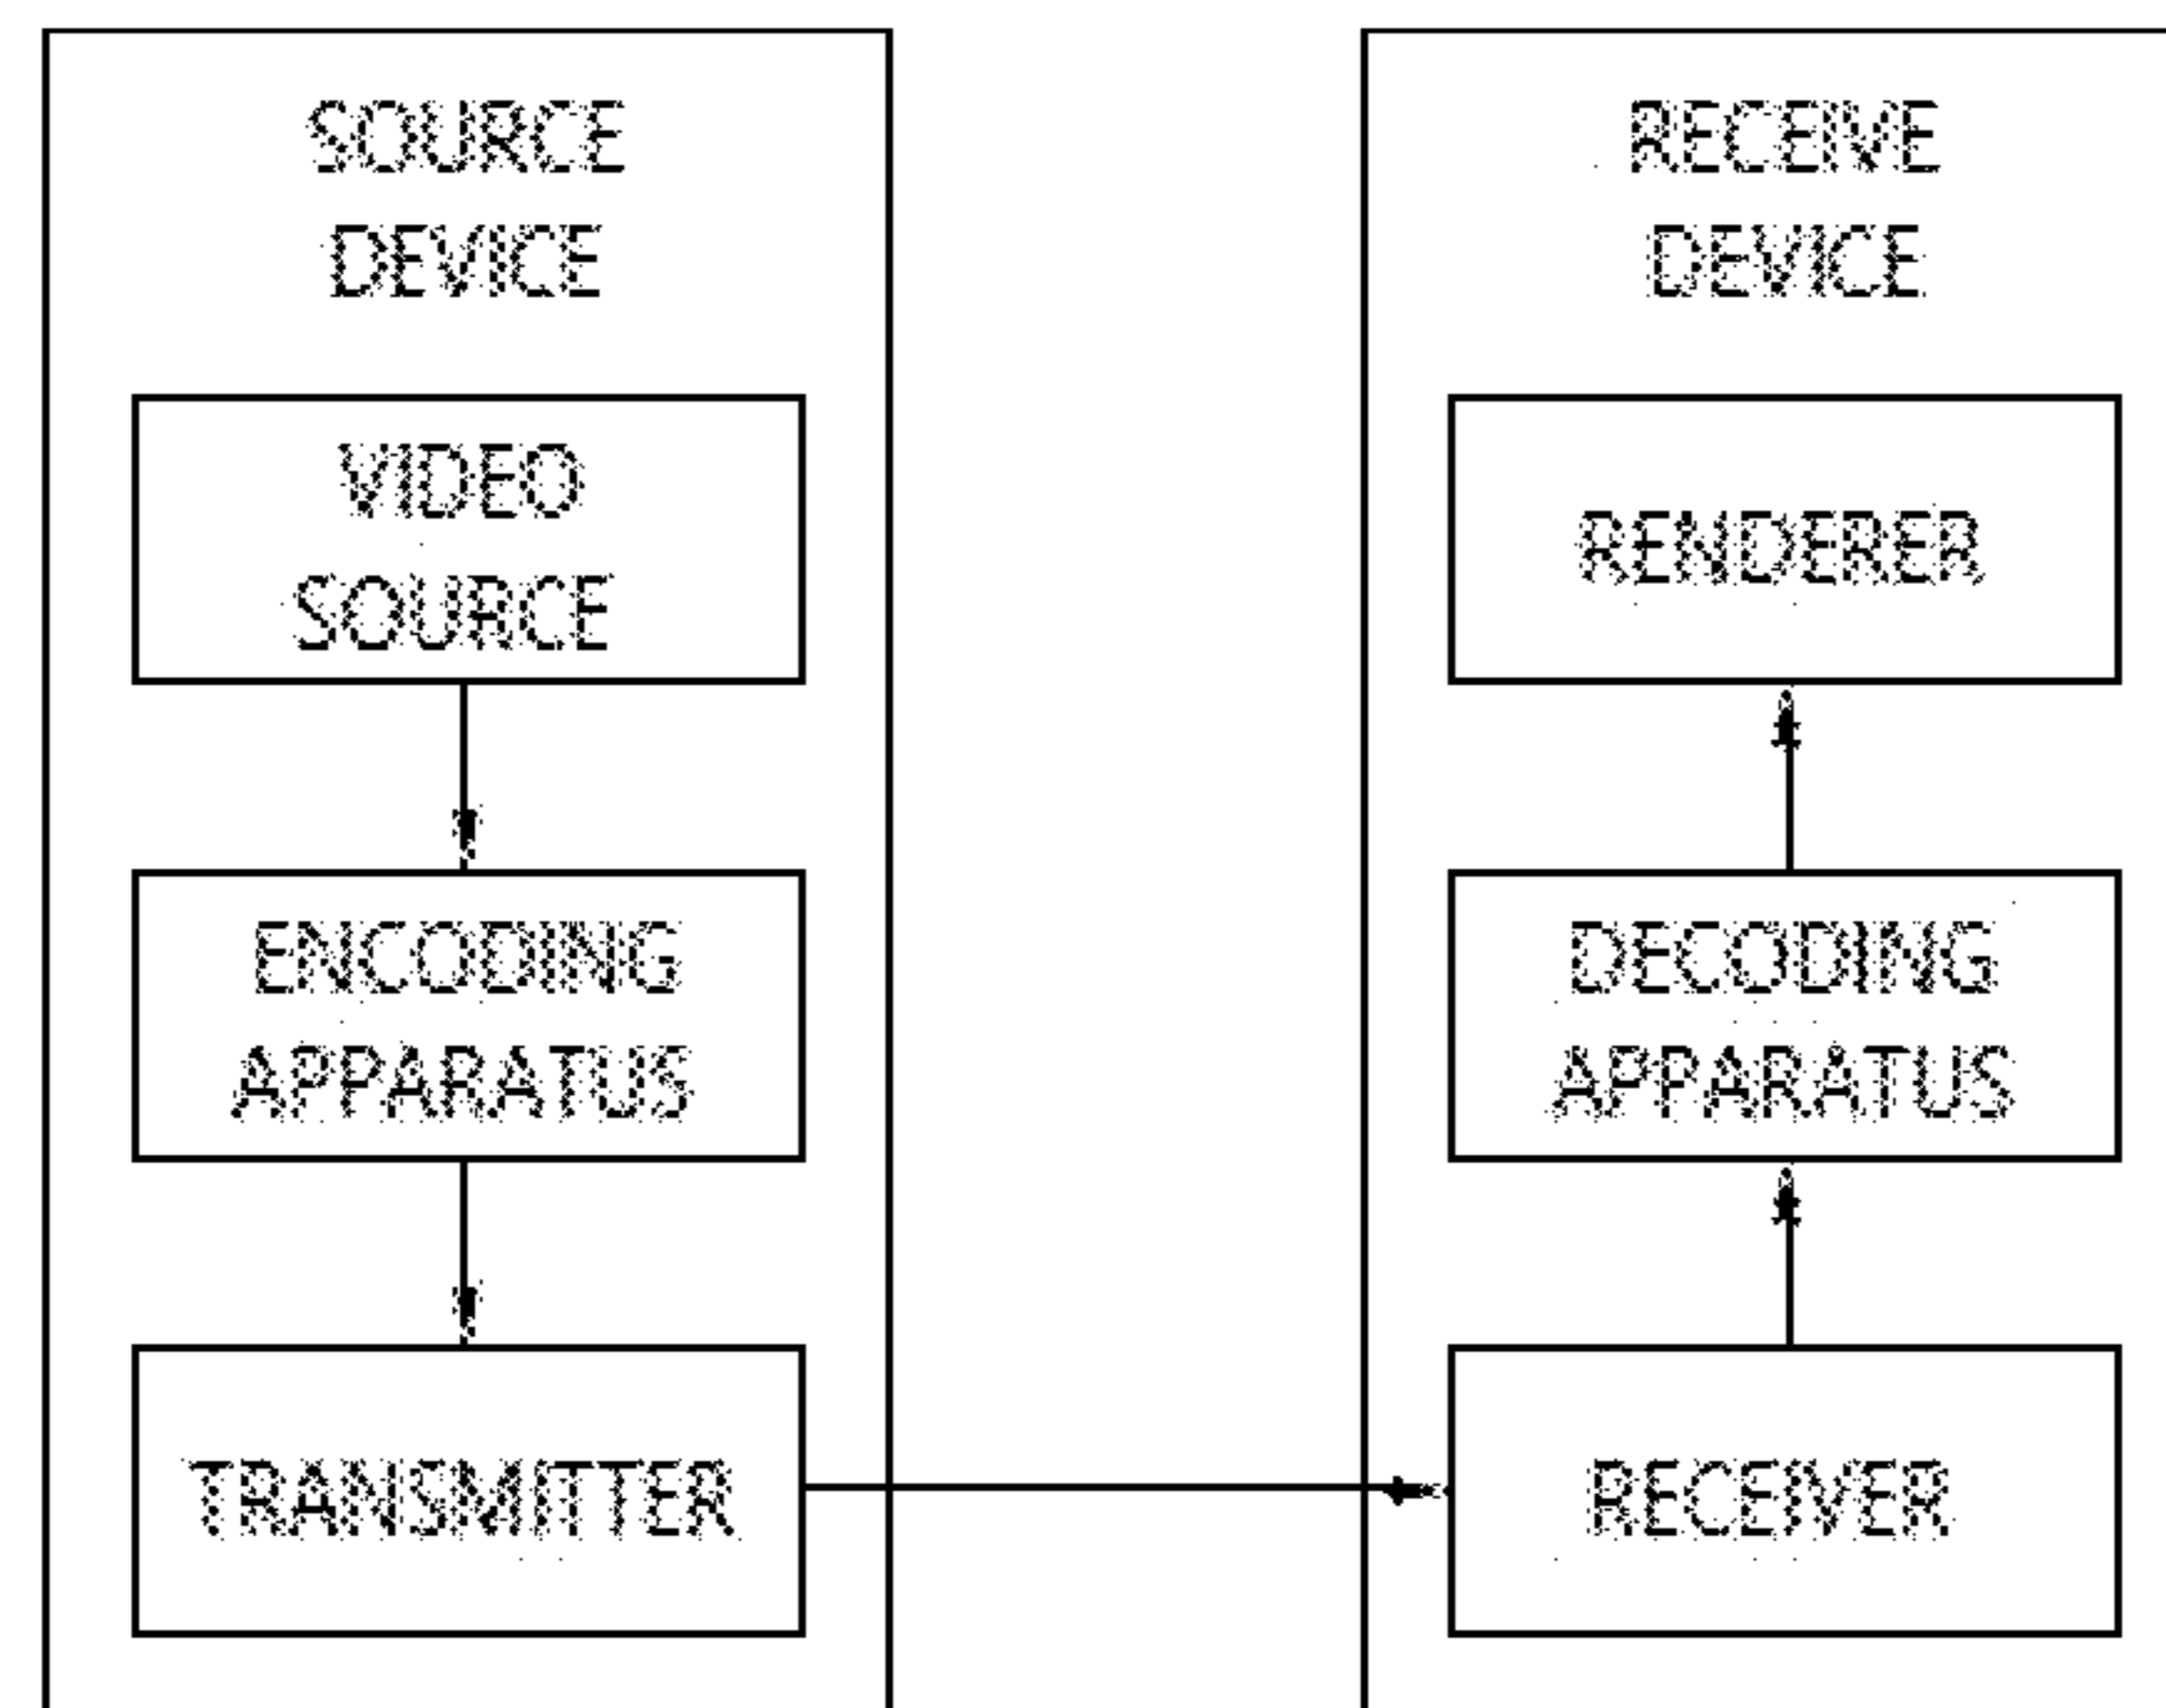 SOURCE
DEVICE
VIDEO
SOURCE
ENCODING
APPARATUS
TRANSMITTER
RECEIVE
DEVICE
RENDERER
DECODING
APPARATUS
RECEIVER